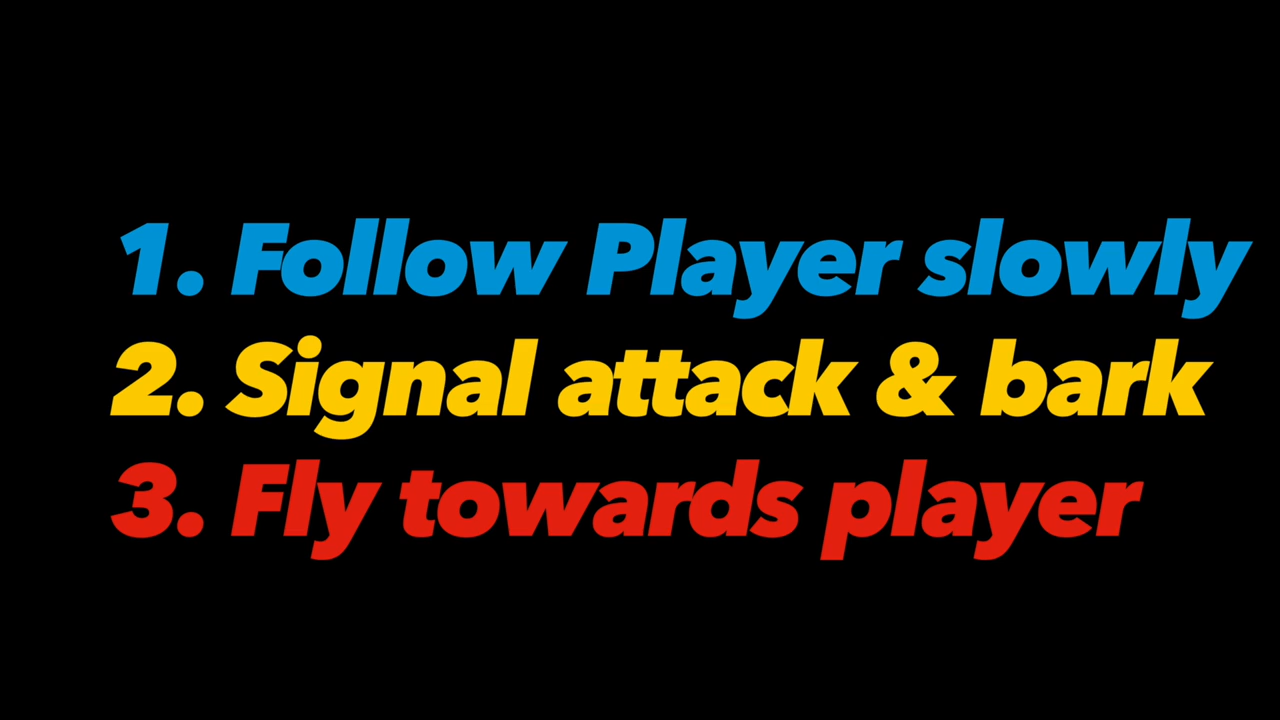 1. Follow Player slowly
2. Signal attack & bark
3. Fly towards player